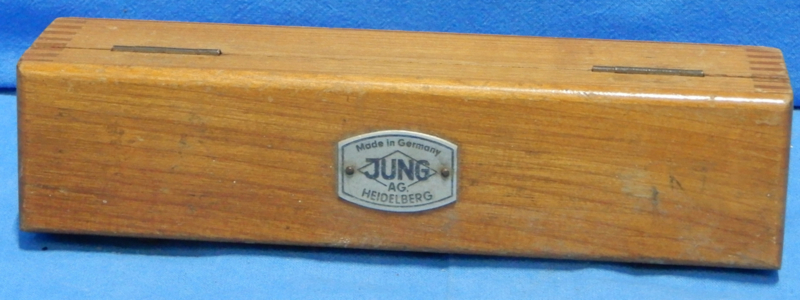 Made in Germany
JUNG
AG.
HEIDELBERG